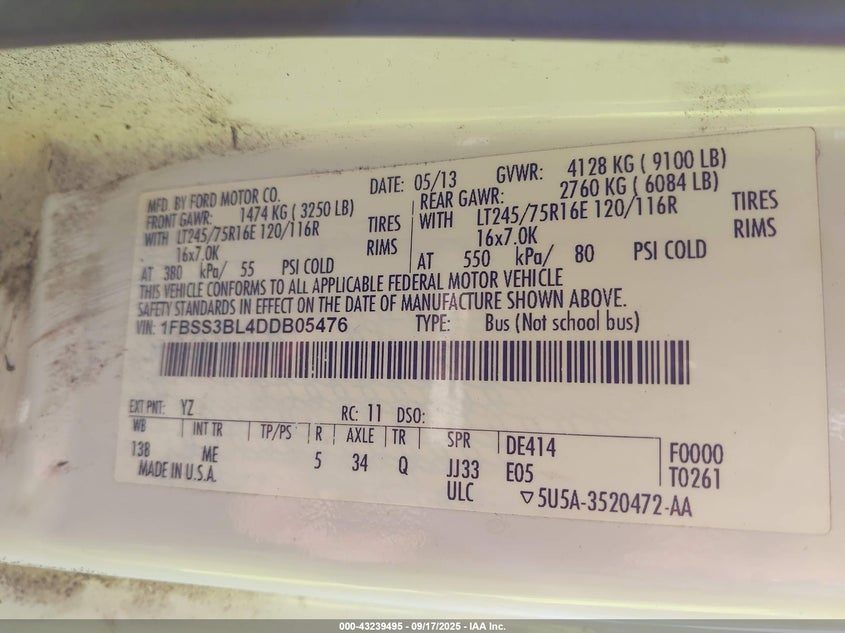 MFD. BY FORD MOTOR CO. DATE: 05/13 GVWR: 4128 KG ( 9100 LB)
FRONT GAWR: 1474 KG ( 3250 LB) REAR GAWR: 2760 KG ( 6084 LB)
WITH LT245/75R16E 120/116R TIRES WITH LT245/75R16E 120/116R TIRES
16x7.0K RIMS 16x7.0K RIMS
AT 380 kPa/ 55 PSI COLD AT 550 kPa/ 80 PSI COLD
THIS VEHICLE CONFORMS TO ALL APPLICABLE FEDERAL MOTOR VEHICLE
SAFETY STANDARDS IN EFFECT ON THE DATE OF MANUFACTURE SHOWN ABOVE.
VIN: 1FBSS3BL4DDB05476 TYPE: Bus (Not school bus)
EXT PNT: YZ RC: 11 DSO:
WB INT TR TP/PS R AXLE TR SPR DE414 F0000
138 ME 5 34 Q JJ33 E05 T0261
MADE IN U.S.A. ULC ▽5U5A-3520472-AA
000-43239495 - 09/17/2025 - IAA Inc.